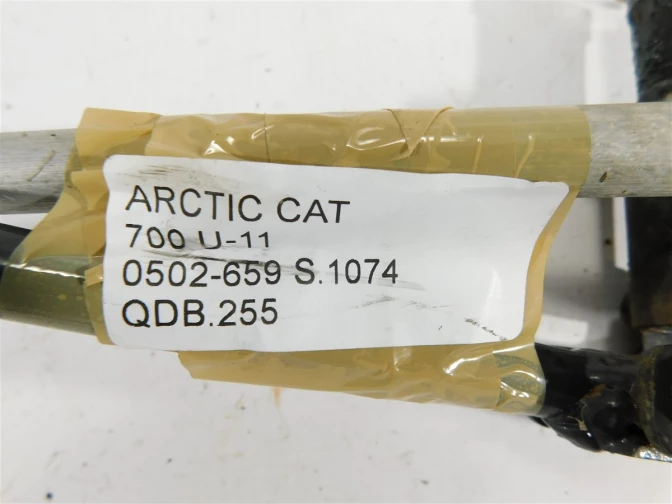 ARCTIC CAT
700 U-11
0502-659 S.1074
QDB.255